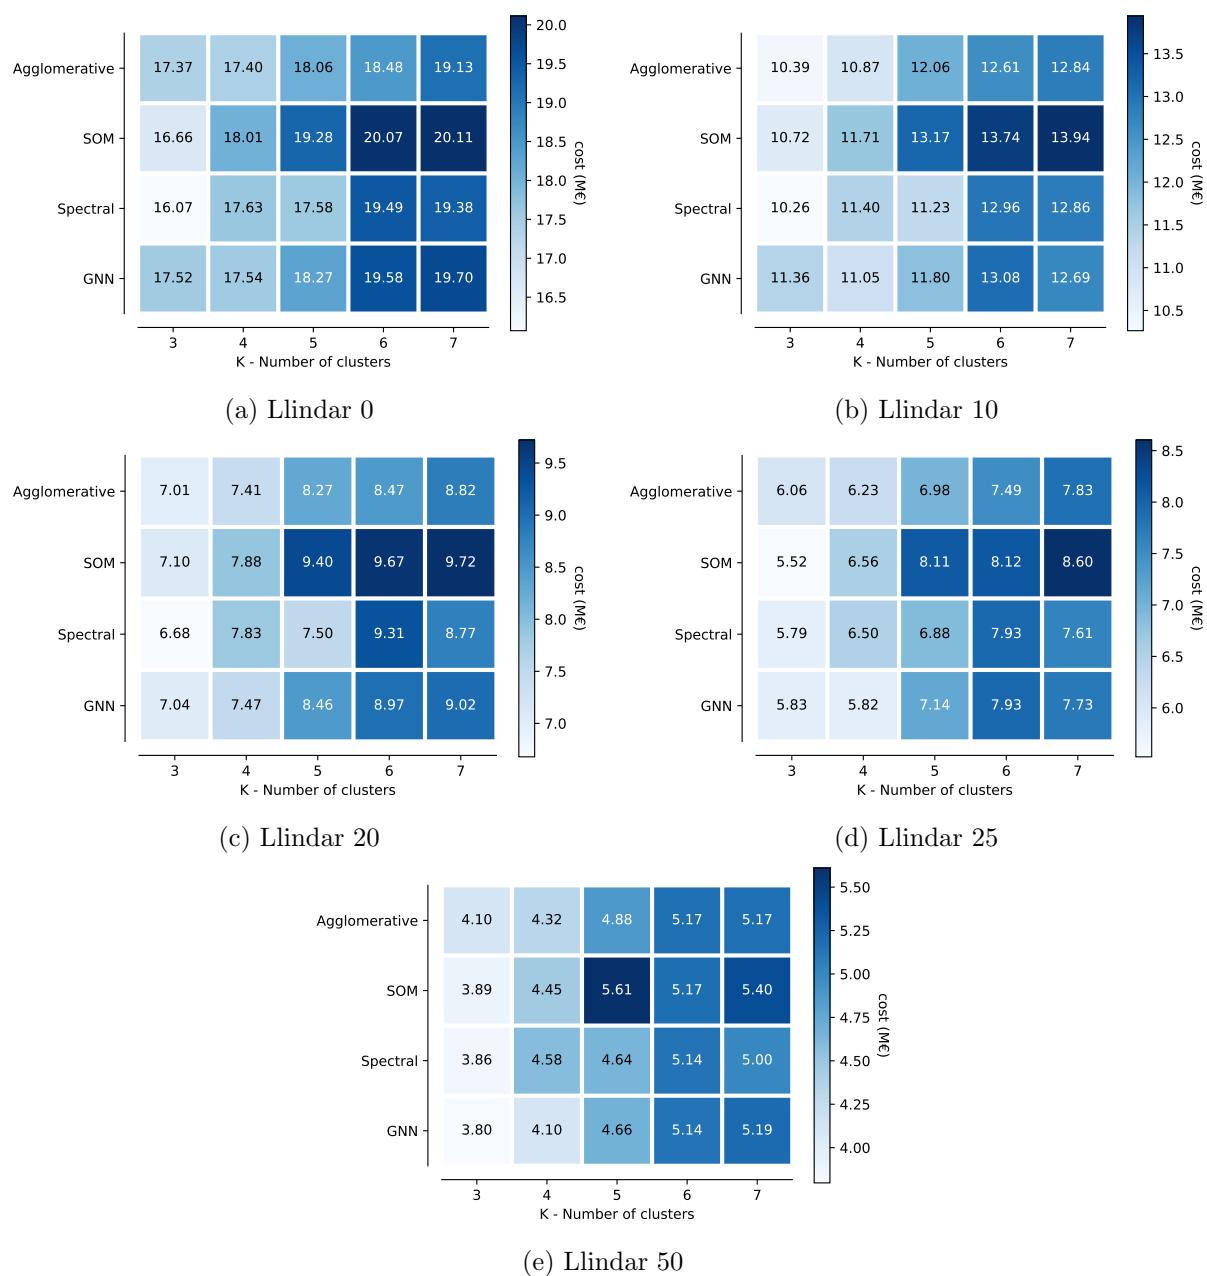 Agglomerative 17.37 17.40 18.06 18.48 19.13
SOM 16.66 18.01 19.28 20.07 20.11
Spectral 16.07 17.63 17.58 19.49 19.38
GNN 17.52 17.54 18.27 19.58 19.70
3 4 5 6 7
K - Number of clusters
20.0
19.5
19.0
18.5
18.0
17.5
17.0
16.5
cost (M€)
(a) Llindar 0
Agglomerative 10.39 10.87 12.06 12.61 12.84
SOM 10.72 11.71 13.17 13.74 13.94
Spectral 10.26 11.40 11.23 12.96 12.86
GNN 11.36 11.05 11.80 13.08 12.69
3 4 5 6 7
K - Number of clusters
13.5
13.0
12.5
12.0
11.5
11.0
10.5
cost (M€)
(b) Llindar 10
Agglomerative 7.01 7.41 8.27 8.47 8.82
SOM 7.10 7.88 9.40 9.67 9.72
Spectral 6.68 7.83 7.50 9.31 8.77
GNN 7.04 7.47 8.46 8.97 9.02
3 4 5 6 7
K - Number of clusters
9.5
9.0
8.5
8.0
7.5
7.0
cost (M€)
(c) Llindar 20
Agglomerative 6.06 6.23 6.98 7.49 7.83
SOM 5.52 6.56 8.11 8.12 8.60
Spectral 5.79 6.50 6.88 7.93 7.61
GNN 5.83 5.82 7.14 7.93 7.73
3 4 5 6 7
K - Number of clusters
8.5
8.0
7.5
7.0
6.5
6.0
cost (M€)
(d) Llindar 25
Agglomerative 4.10 4.32 4.88 5.17 5.17
SOM 3.89 4.45 5.61 5.17 5.40
Spectral 3.86 4.58 4.64 5.14 5.00
GNN 3.80 4.10 4.66 5.14 5.19
3 4 5 6 7
K - Number of clusters
5.50
5.25
5.00
4.75
4.50
4.25
4.00
cost (M€)
(e) Llindar 50